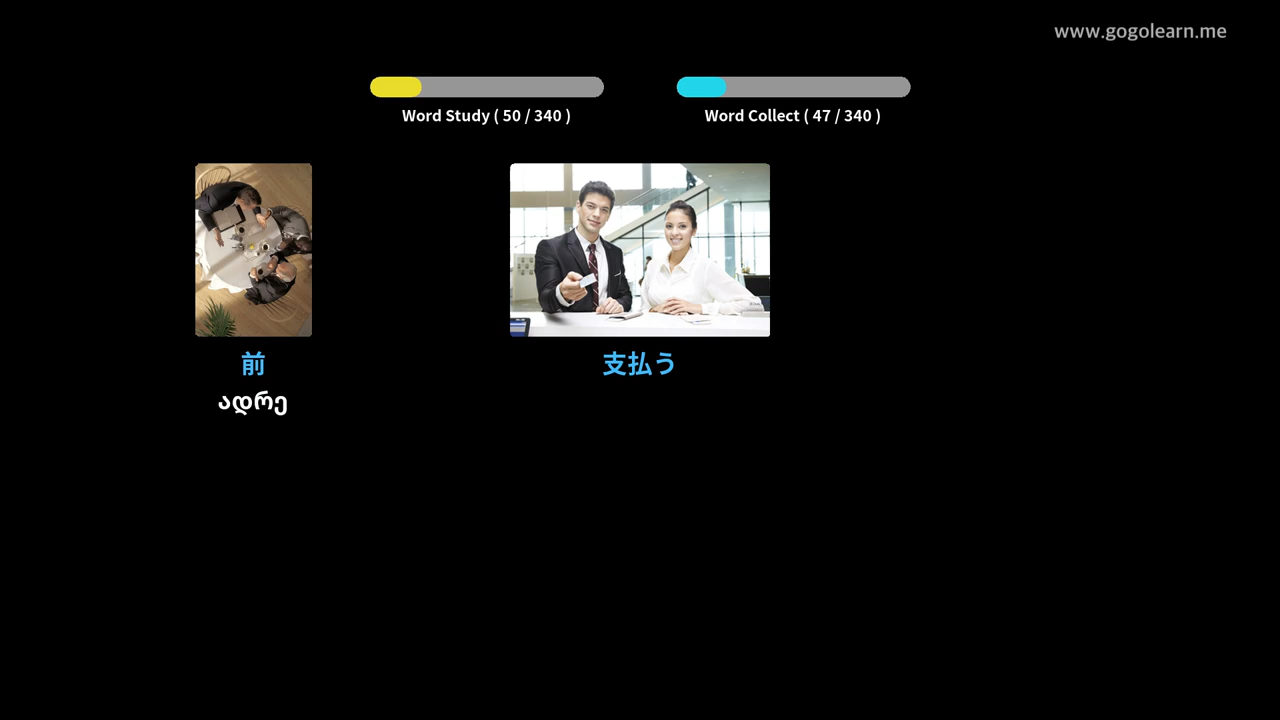 www.gogolearn.me
Word Study ( 50 / 340 )
Word Collect ( 47 / 340 )
前
ადრე
支払う